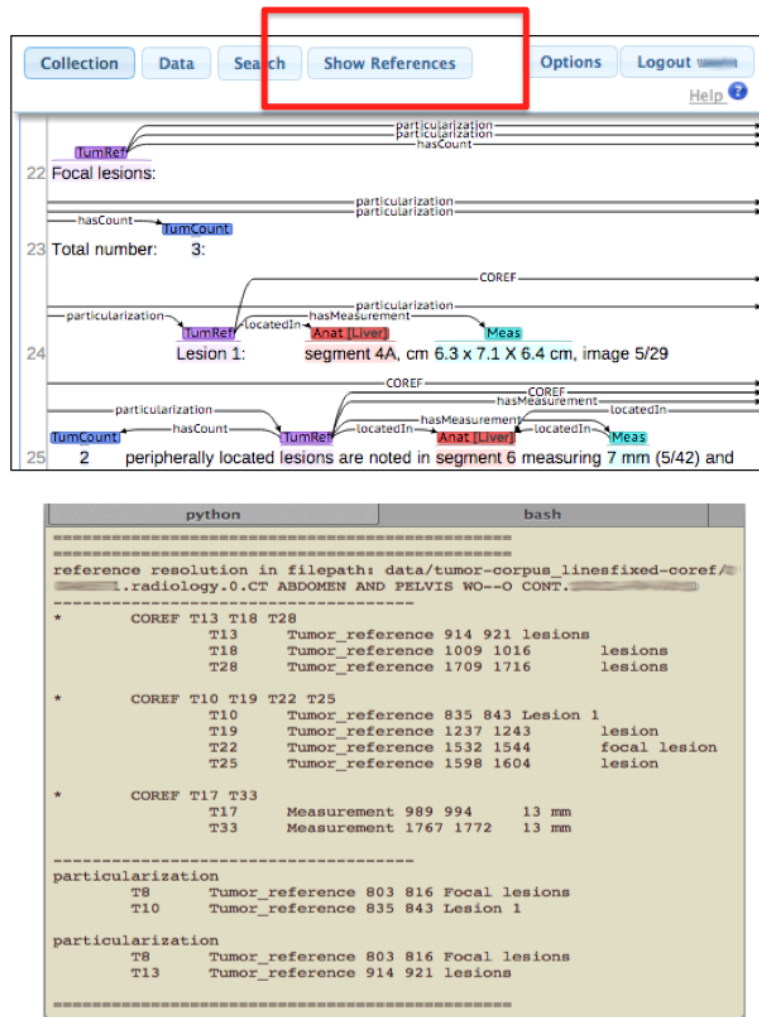 Collection Data Search Show References Options Logout
Help ?
particularization
particularization
hasCount
TumRef
22 Focal lesions:
particularization
particularization
hasCount TumCount
23 Total number: 3:
COREF
particularization
particularization hasMeasurement
TumRef locatedIn Anat [Liver] Meas
24 Lesion 1: segment 4A, cm 6.3 x 7.1 X 6.4 cm, image 5/29
COREF
COREF
hasMeasurement
particularization hasMeasurement locatedIn
hasCount locatedIn locatedIn
TumCount TumRef Anat [Liver] Meas
25 2 peripherally located lesions are noted in segment 6 measuring 7 mm (5/42) and
python bash
==================================================
==================================================
reference resolution in filepath: data/tumor-corpus_linesfixed-coref/
1.radiology.0.CT ABDOMEN AND PELVIS WO--O CONT.
---------------------------------------
* COREF T13 T18 T28
T13 Tumor_reference 914 921 lesions
T18 Tumor_reference 1009 1016 lesions
T28 Tumor_reference 1709 1716 lesions
* COREF T10 T19 T22 T25
T10 Tumor_reference 835 843 Lesion 1
T19 Tumor_reference 1237 1243 lesion
T22 Tumor_reference 1532 1544 focal lesion
T25 Tumor_reference 1598 1604 lesion
* COREF T17 T33
T17 Measurement 989 994 13 mm
T33 Measurement 1767 1772 13 mm
---------------------------------------
particularization
T8 Tumor_reference 803 816 Focal lesions
T10 Tumor_reference 835 843 Lesion 1
particularization
T8 Tumor_reference 803 816 Focal lesions
T13 Tumor_reference 914 921 lesions
==================================================